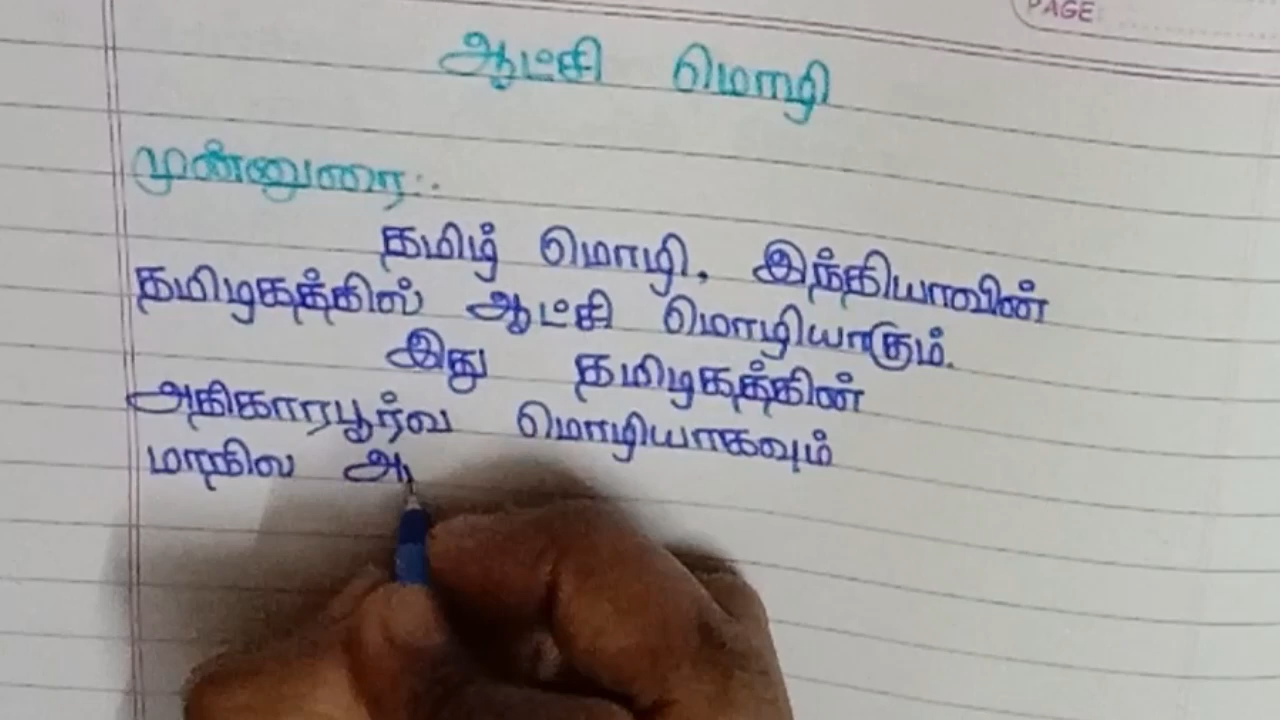 PAGE:
ஆட்சி மொழி
முன்னுரை:.
தமிழ் மொழி, இந்தியாவின்
தமிழகத்தில் ஆட்சி மொழியாகும்.
இது தமிழகத்தின்
அதிகாரபூர்வ மொழியாகவும்
மாநில அ